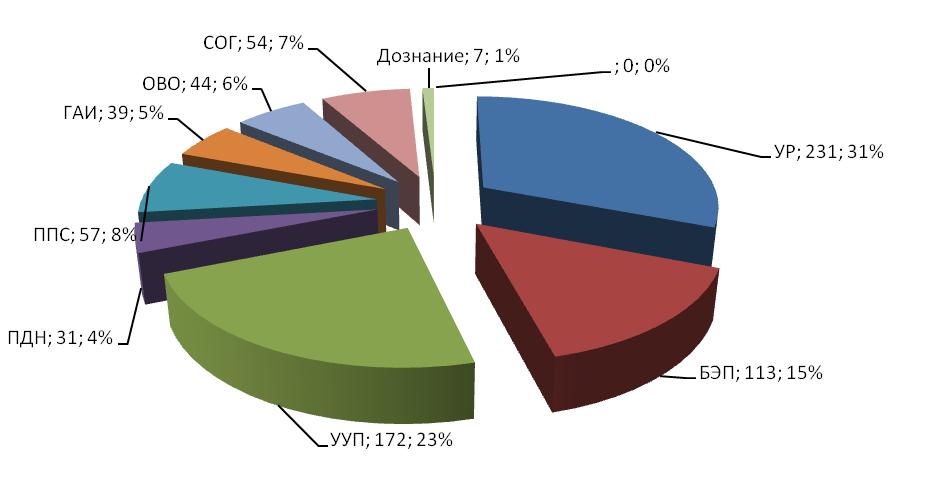 СОГ; 54; 7%
Дознание; 7; 1%
; 0; 0%
ОВО; 44; 6%
ГАИ; 39; 5%
УР; 231; 31%
ППС; 57; 8%
ПДН; 31; 4%
БЭП; 113; 15%
УУП; 172; 23%